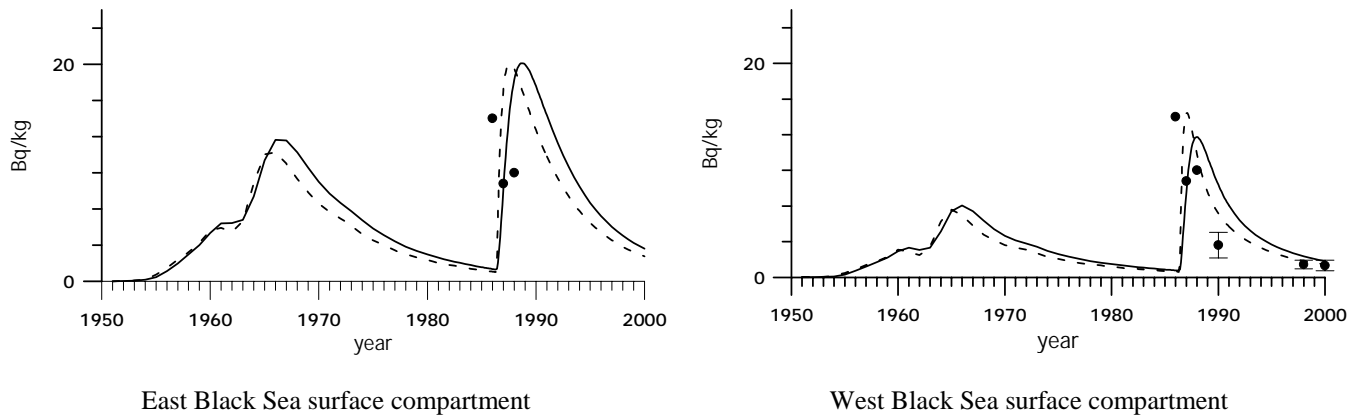 20
Bq/kg
0
1950 1960 1970 1980 1990 2000
year
East Black Sea surface compartment
20
Bq/kg
0
1950 1960 1970 1980 1990 2000
year
West Black Sea surface compartment